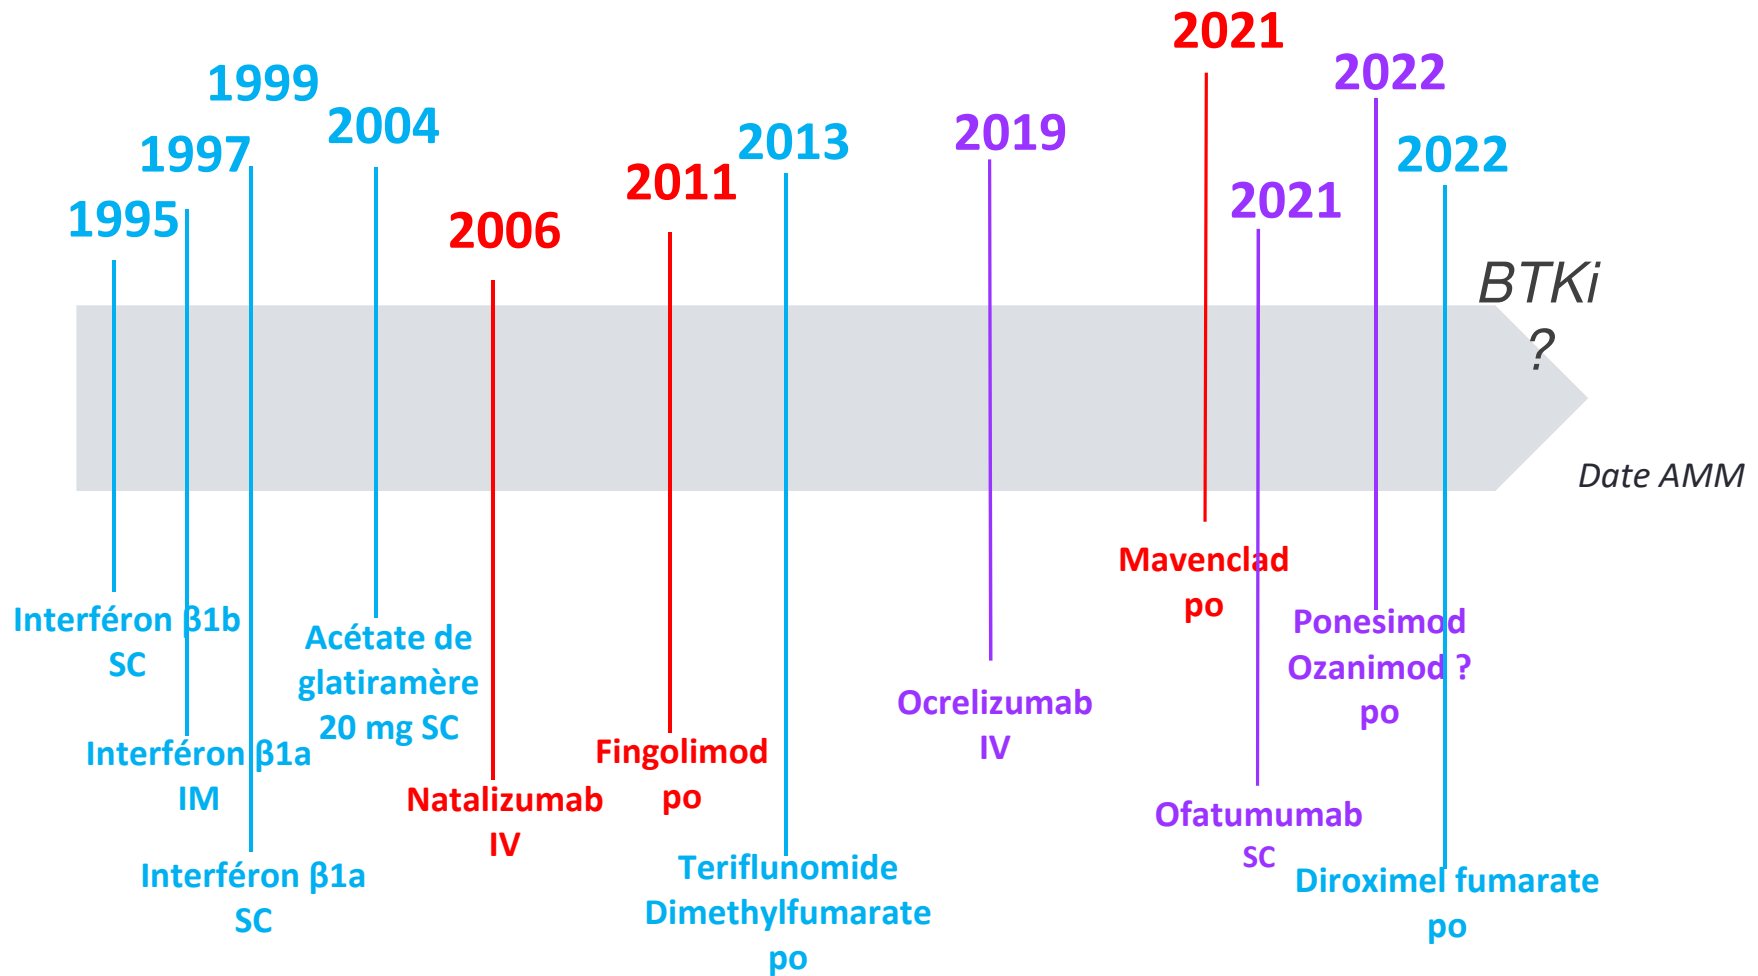 1995
Interféron β1b
SC
1997
Interféron β1a
IM
1999
Interféron β1a
SC
2004
Acétate de
glatiramère
20 mg SC
2006
Natalizumab
IV
2011
Fingolimod
po
2013
Teriflunomide
Dimethylfumarate
po
2019
Ocrelizumab
IV
2021
Mavenclad
po
2021
Ofatumumab
SC
2022
Ponesimod
Ozanimod ?
po
2022
Diroximel fumarate
po
BTKi
?
Date AMM